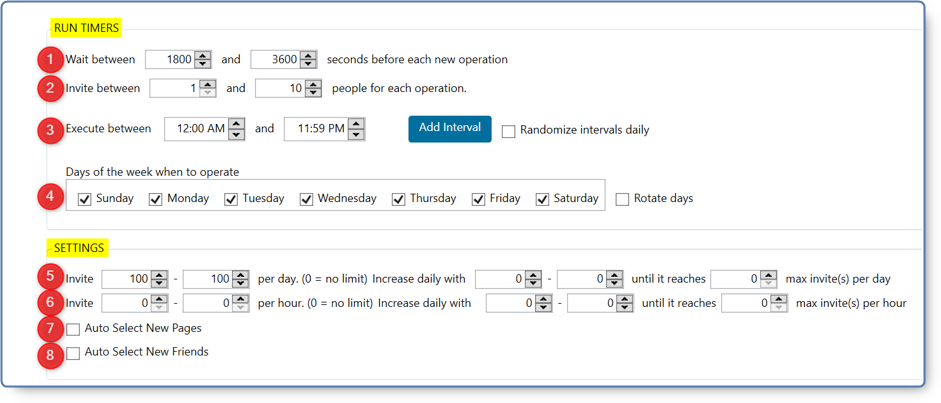 RUN TIMERS
1 Wait between 1800 and 3600 seconds before each new operation
2 Invite between 1 and 10 people for each operation.
3 Execute between 12:00 AM and 11:59 PM Add Interval Randomize intervals daily
Days of the week when to operate
4 Sunday Monday Tuesday Wednesday Thursday Friday Saturday Rotate days
SETTINGS
5 Invite 100 - 100 per day. (0 = no limit) Increase daily with 0 - 0 until it reaches 0 max invite(s) per day
6 Invite 0 - 0 per hour. (0 = no limit) Increase daily with 0 - 0 until it reaches 0 max invite(s) per hour
7 Auto Select New Pages
8 Auto Select New Friends